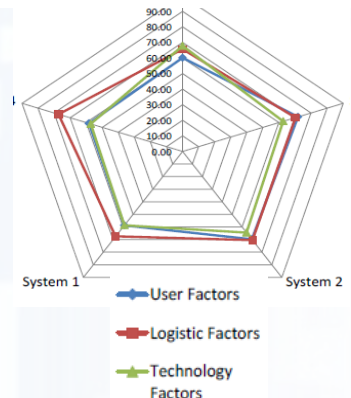 90.00
80.00
70.00
60.00
50.00
40.00
30.00
20.00
10.00
0.00
System 1
System 2
User Factors
Logistic Factors
Technology
Factors